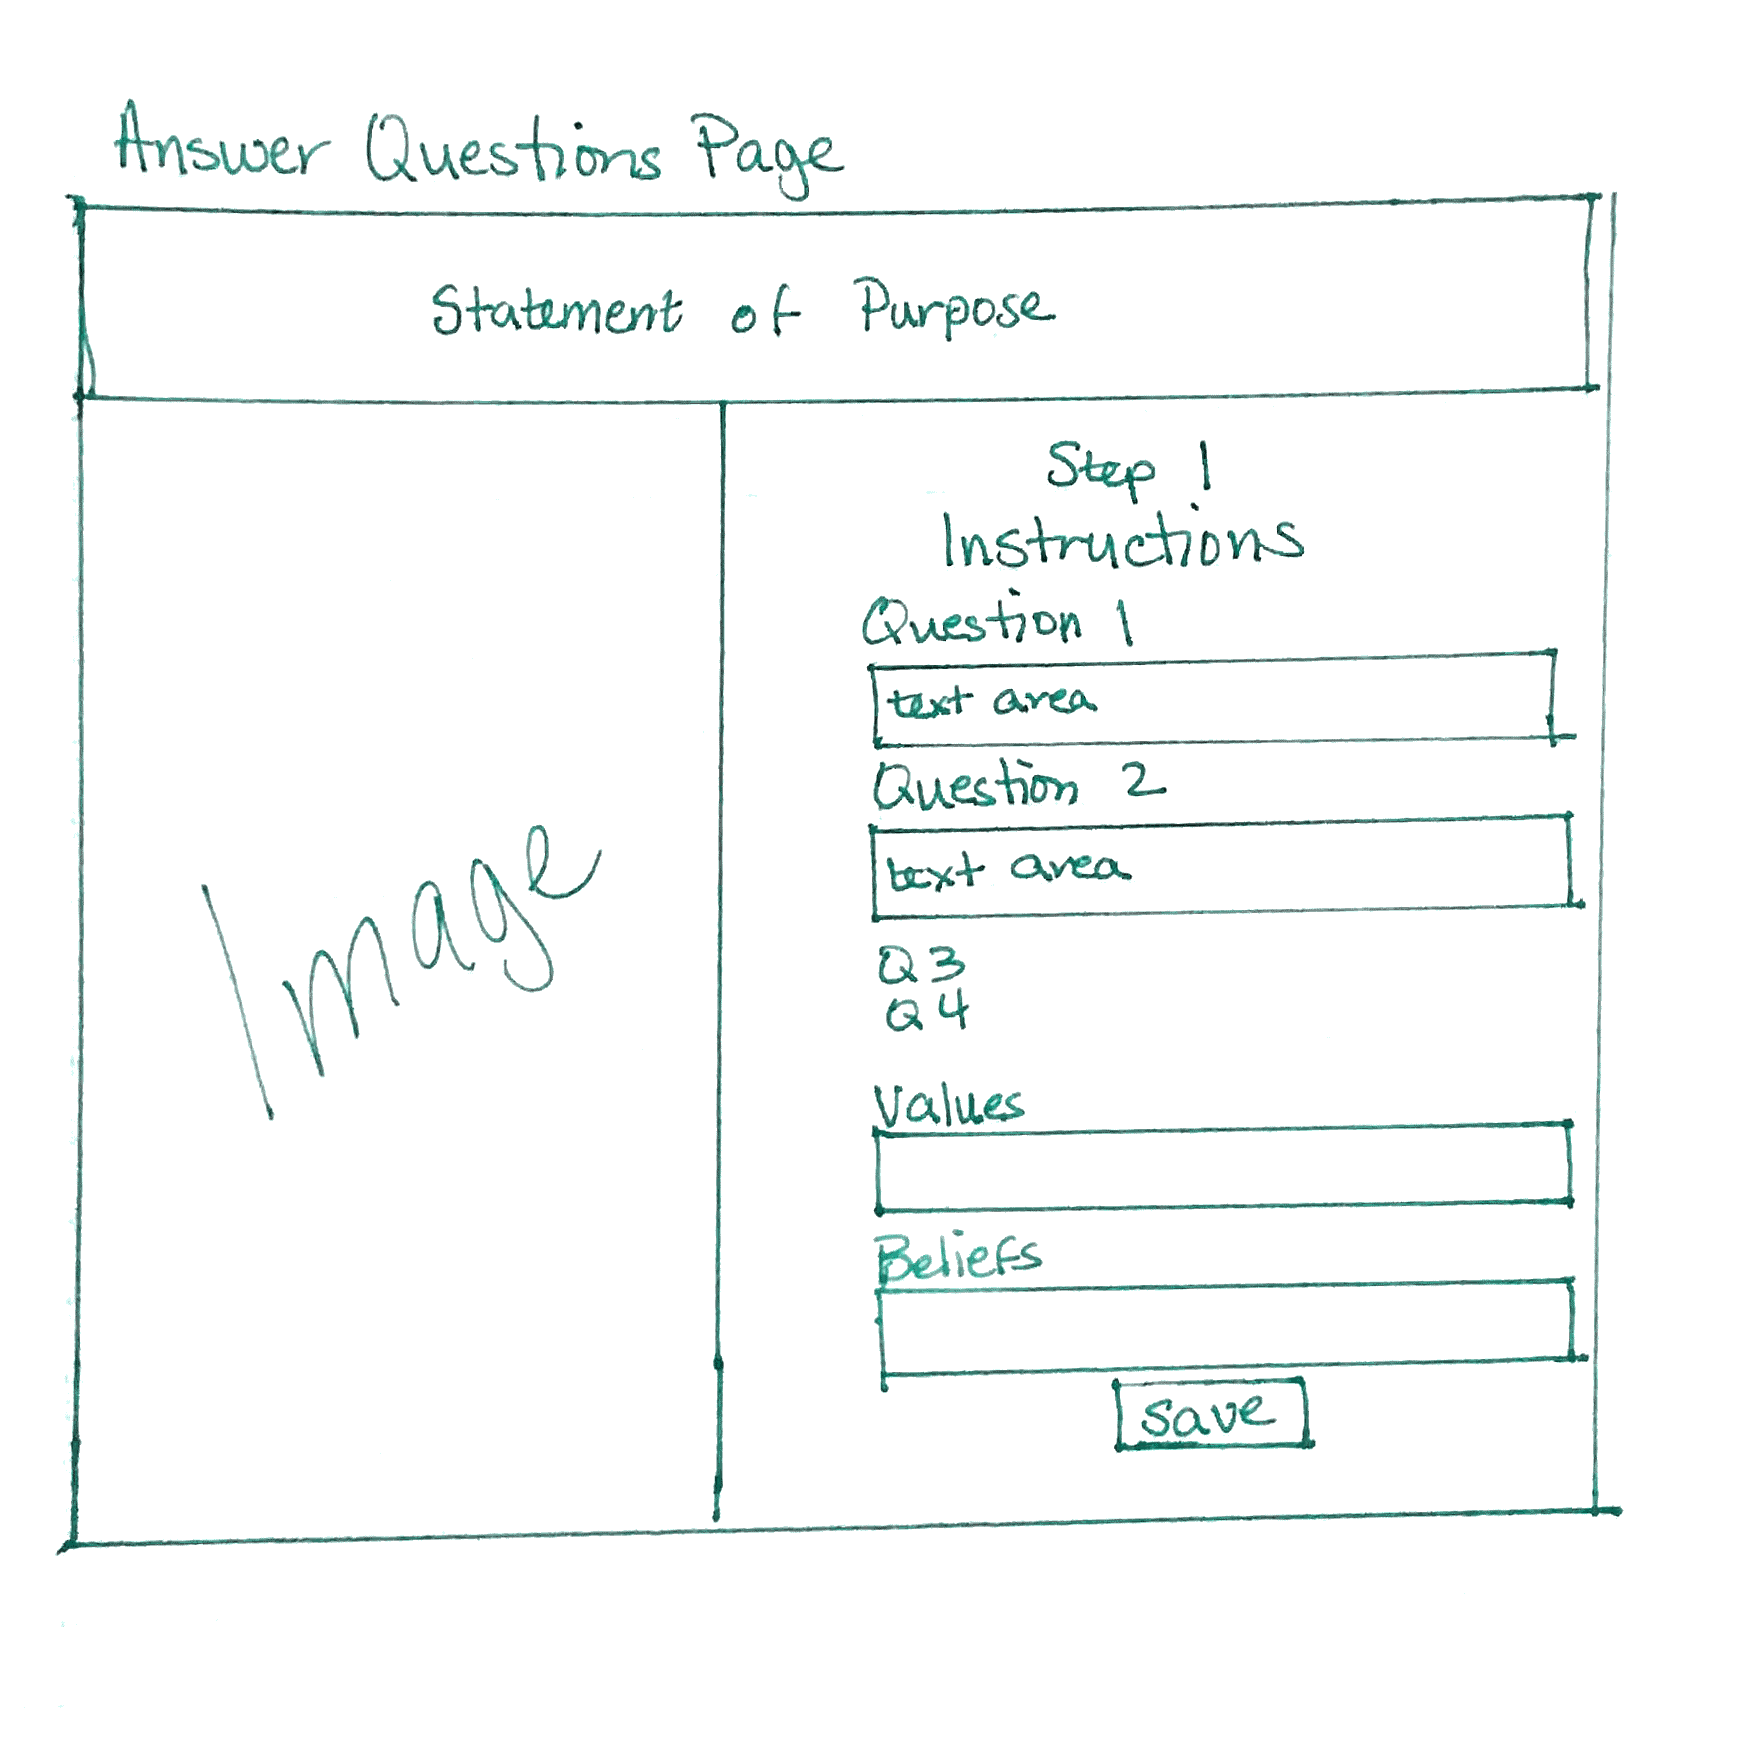 Answer Questions Page
Statement of Purpose
Image
Step 1
Instructions
Question 1
text area
Question 2
text area
Q3
Q4
Values
Beliefs
save